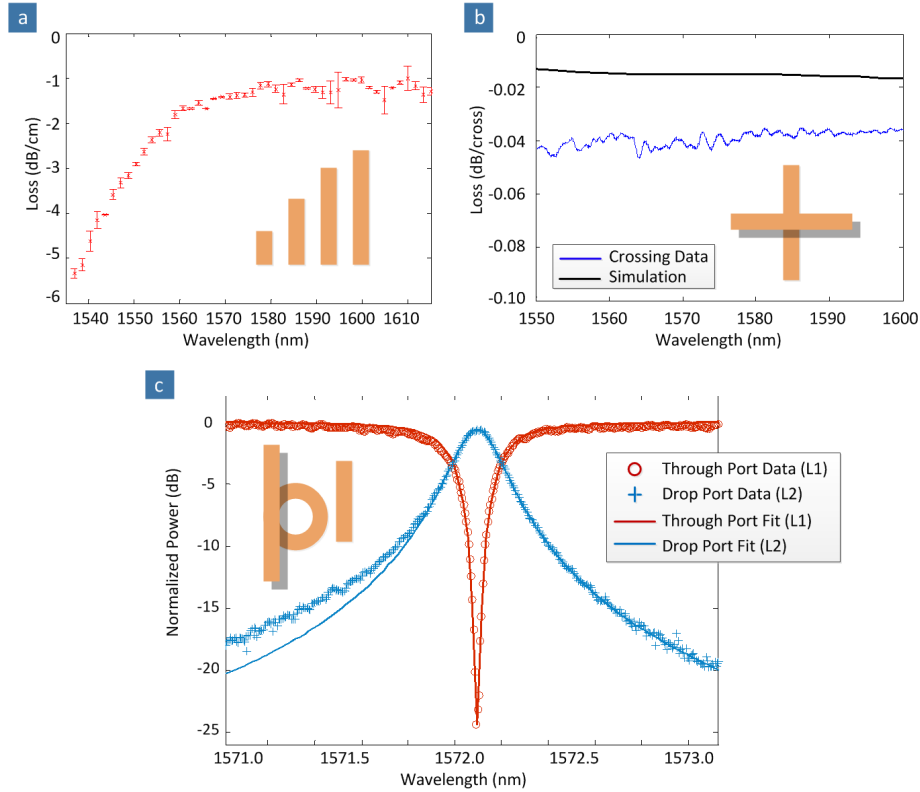 a
0
-1
-2
-3
-4
-5
-6
Loss (dB/cm)
1540 1550 1560 1570 1580 1590 1600 1610
Wavelength (nm)
b
0
-0.02
-0.04
-0.06
-0.08
-0.10
Loss (dB/cross)
Crossing Data
Simulation
1550 1560 1570 1580 1590 1600
Wavelength (nm)
c
0
-5
-10
-15
-20
-25
Normalized Power (dB)
Through Port Data (L1)
Drop Port Data (L2)
Through Port Fit (L1)
Drop Port Fit (L2)
1571.0 1571.5 1572.0 1572.5 1573.0
Wavelength (nm)